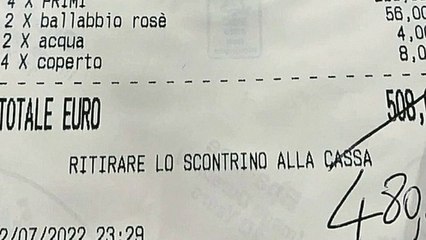 4 X PRIMI
2 X ballabbio rosè 56,00
2 X acqua 4,00
4 X coperto 8,0
TOTALE EURO 508,
RITIRARE LO SCONTRINO ALLA CASSA
480,
2/07/2022 23:29